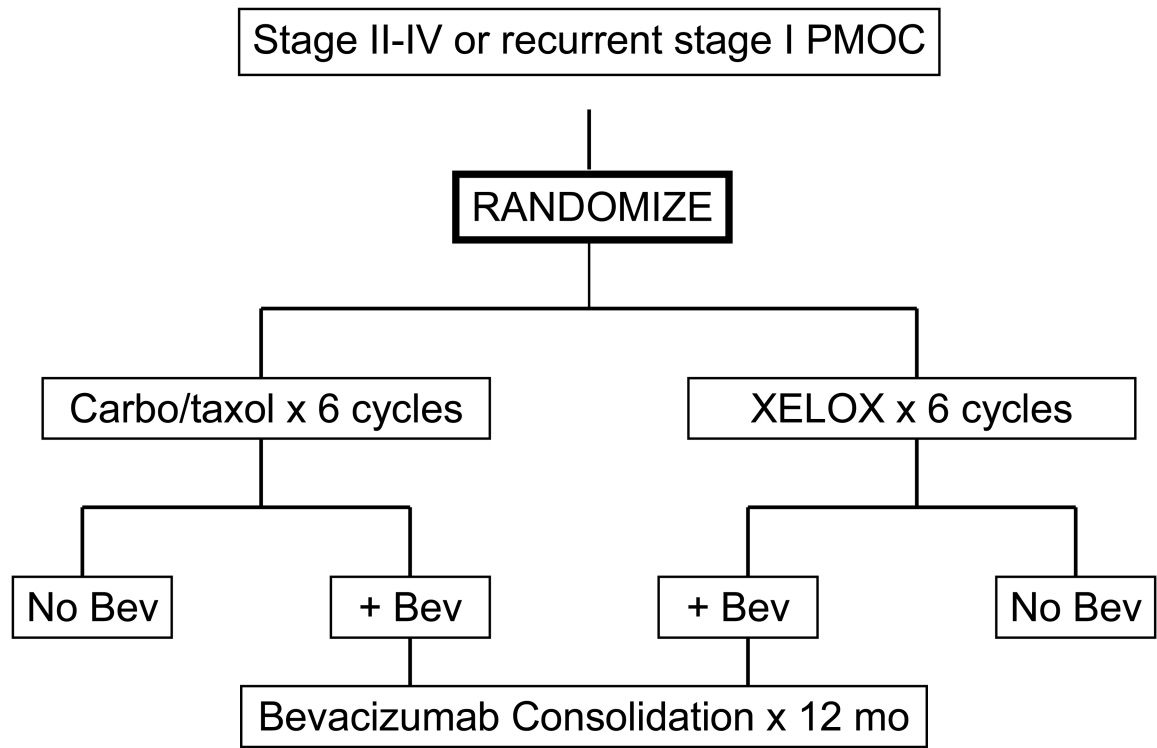 Stage II-IV or recurrent stage I PMOC
RANDOMIZE
Carbo/taxol x 6 cycles
XELOX x 6 cycles
No Bev
+ Bev
+ Bev
No Bev
Bevacizumab Consolidation x 12 mo